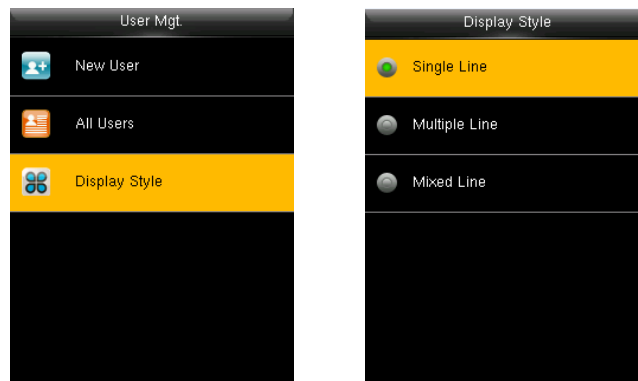 User Mgt.
New User
All Users
Display Style
Display Style
Single Line
Multiple Line
Mixed Line